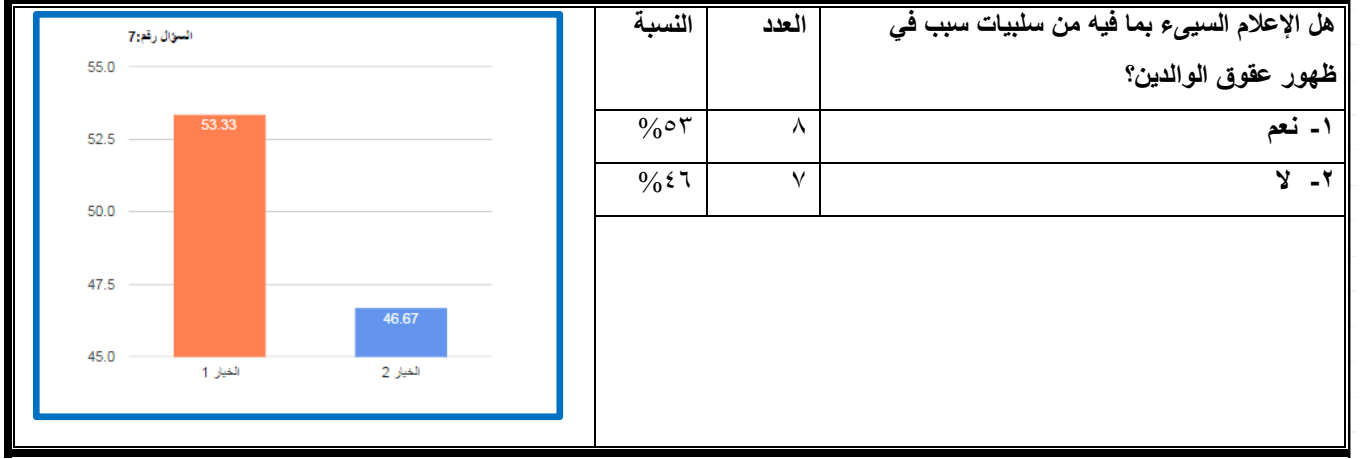 هل الإعلام السيىء بما فيه من سلبيات سبب في
ظهور عقوق الوالدين؟
العدد
النسبة
١- نعم
٨
٥٣%
٢- لا
٧
٤٦%
السؤال رقم:7
55.0
52.5
50.0
47.5
45.0
53.33
46.67
الخيار 1
الخيار 2